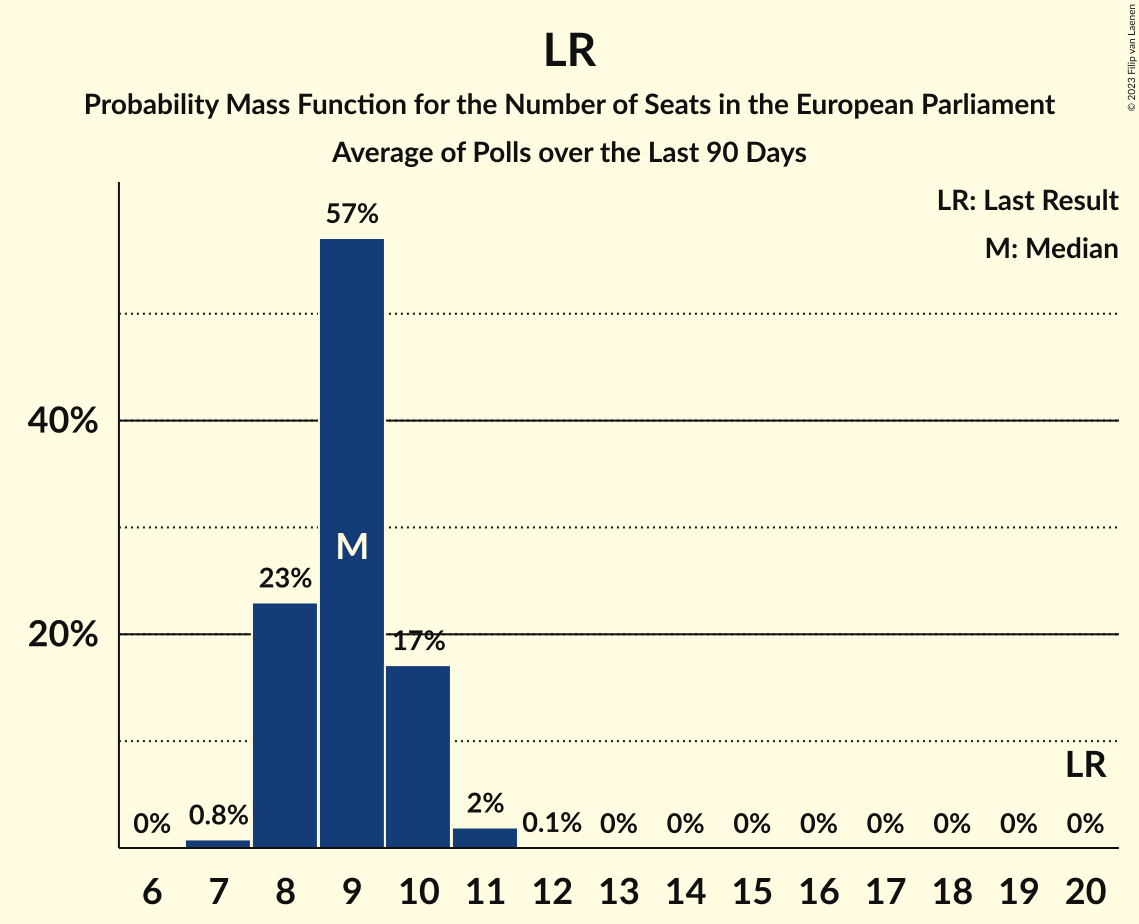 LR
Probability Mass Function for the Number of Seats in the European Parliament
Average of Polls over the Last 90 Days
© 2023 Filip van Laenen
LR: Last Result
M: Median
57%
40%
M
23%
20%
17%
LR
0% 0.8% 2% 0.1% 0% 0% 0% 0% 0% 0% 0% 0%
6 7 8 9 10 11 12 13 14 15 16 17 18 19 20